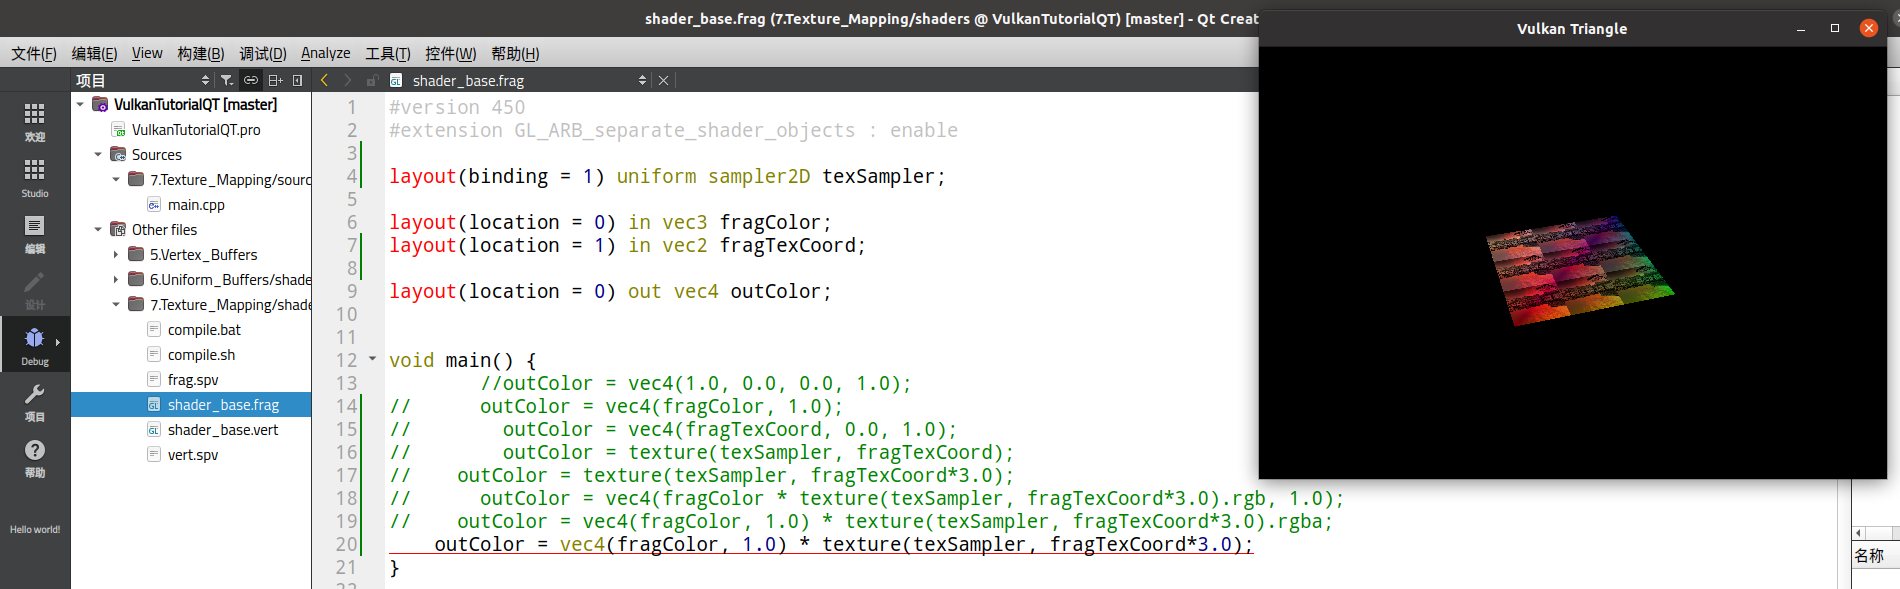 shader_base.frag (7.Texture_Mapping/shaders @ VulkanTutorialQT) [master] - Qt Creat
Vulkan Triangle
文件(F) 编辑(E) View 构建(B) 调试(D) Analyze 工具(T) 控件(W) 帮助(H)
项目
shader_base.frag
欢迎
Studio
编辑
设计
Debug
项目
帮助
Hello world!
VulkanTutorialQT [master]
VulkanTutorialQT.pro
Sources
7.Texture_Mapping/sourc
main.cpp
Other files
5.Vertex_Buffers
6.Uniform_Buffers/shade
7.Texture_Mapping/shade
compile.bat
compile.sh
frag.spv
shader_base.frag
shader_base.vert
vert.spv
1 #version 450
2 #extension GL_ARB_separate_shader_objects : enable
3
4 layout(binding = 1) uniform sampler2D texSampler;
5
6 layout(location = 0) in vec3 fragColor;
7 layout(location = 1) in vec2 fragTexCoord;
8
9 layout(location = 0) out vec4 outColor;
10
11
12 void main() {
13 //outColor = vec4(1.0, 0.0, 0.0, 1.0);
14 // outColor = vec4(fragColor, 1.0);
15 // outColor = vec4(fragTexCoord, 0.0, 1.0);
16 // outColor = texture(texSampler, fragTexCoord);
17 // outColor = texture(texSampler, fragTexCoord*3.0);
18 // outColor = vec4(fragColor * texture(texSampler, fragTexCoord*3.0).rgb, 1.0);
19 // outColor = vec4(fragColor, 1.0) * texture(texSampler, fragTexCoord*3.0).rgba;
20 outColor = vec4(fragColor, 1.0) * texture(texSampler, fragTexCoord*3.0);
21 }
22
名称